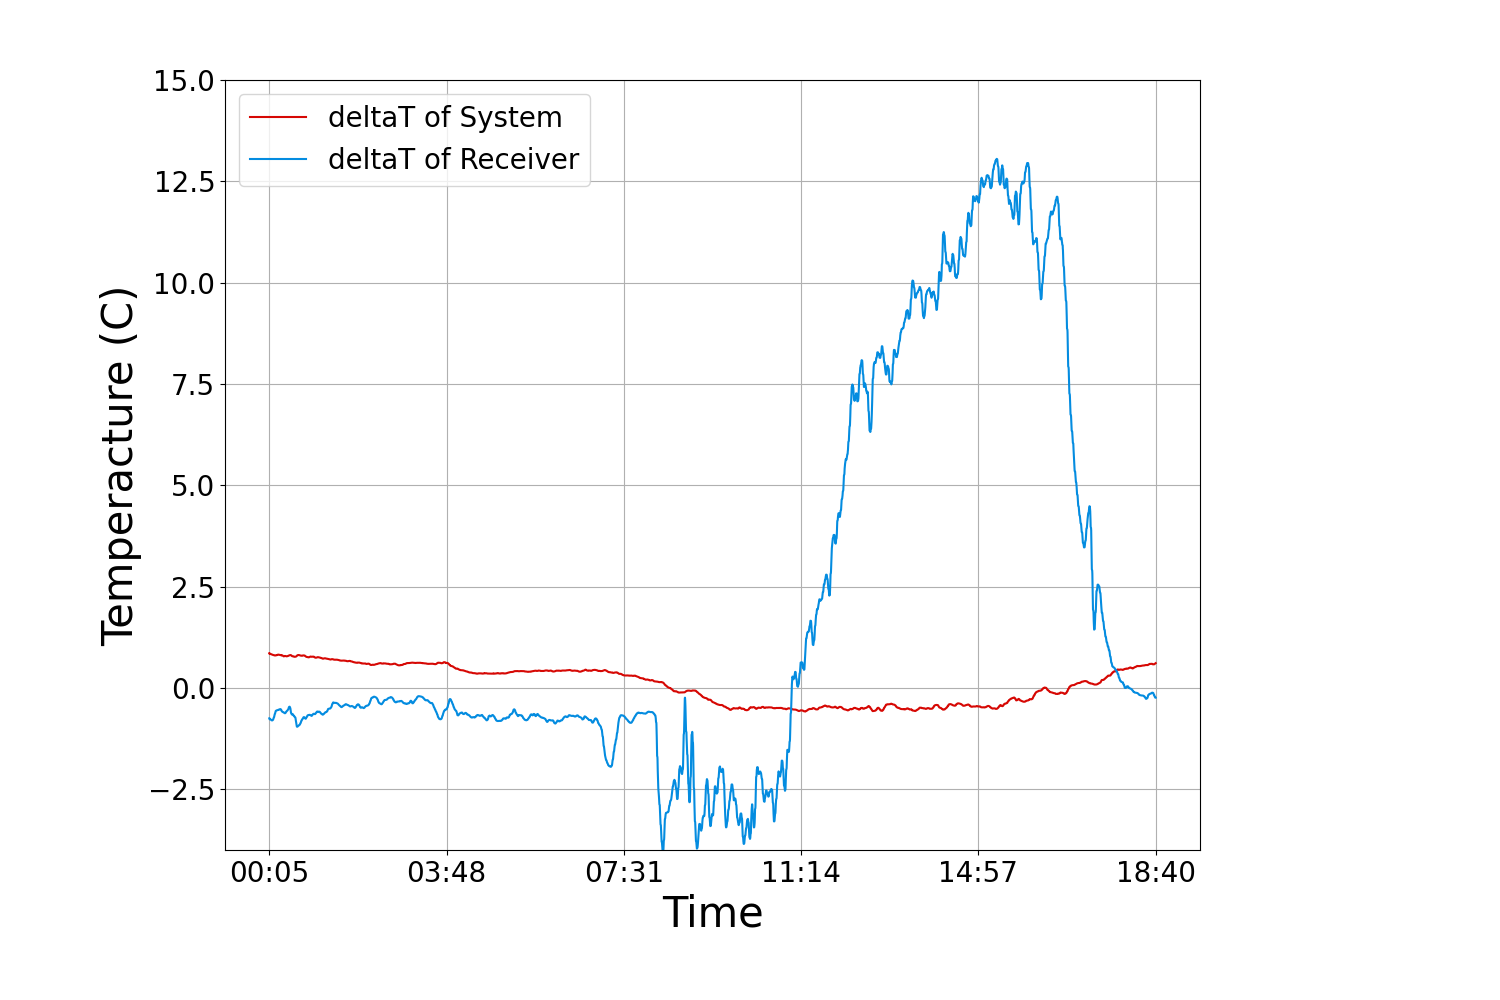 15.0
12.5
10.0
7.5
5.0
2.5
0.0
−2.5
Temperacture (C)
deltaT of System
deltaT of Receiver
00:05 03:48 07:31 11:14 14:57 18:40
Time